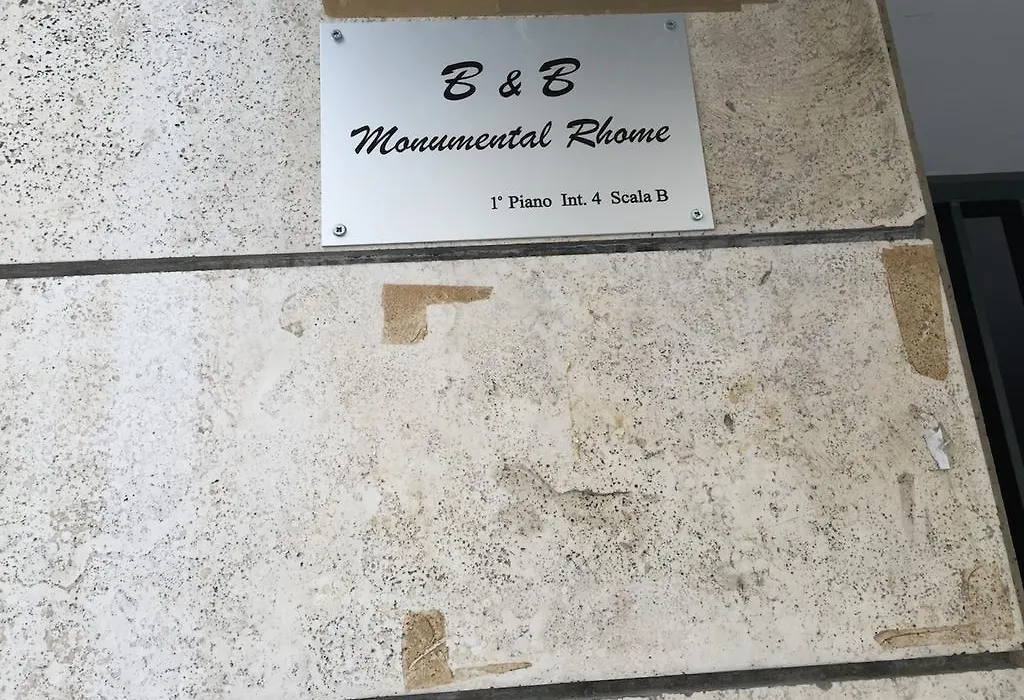 B & B
Monumental Rhome
1° Piano Int. 4 Scala B